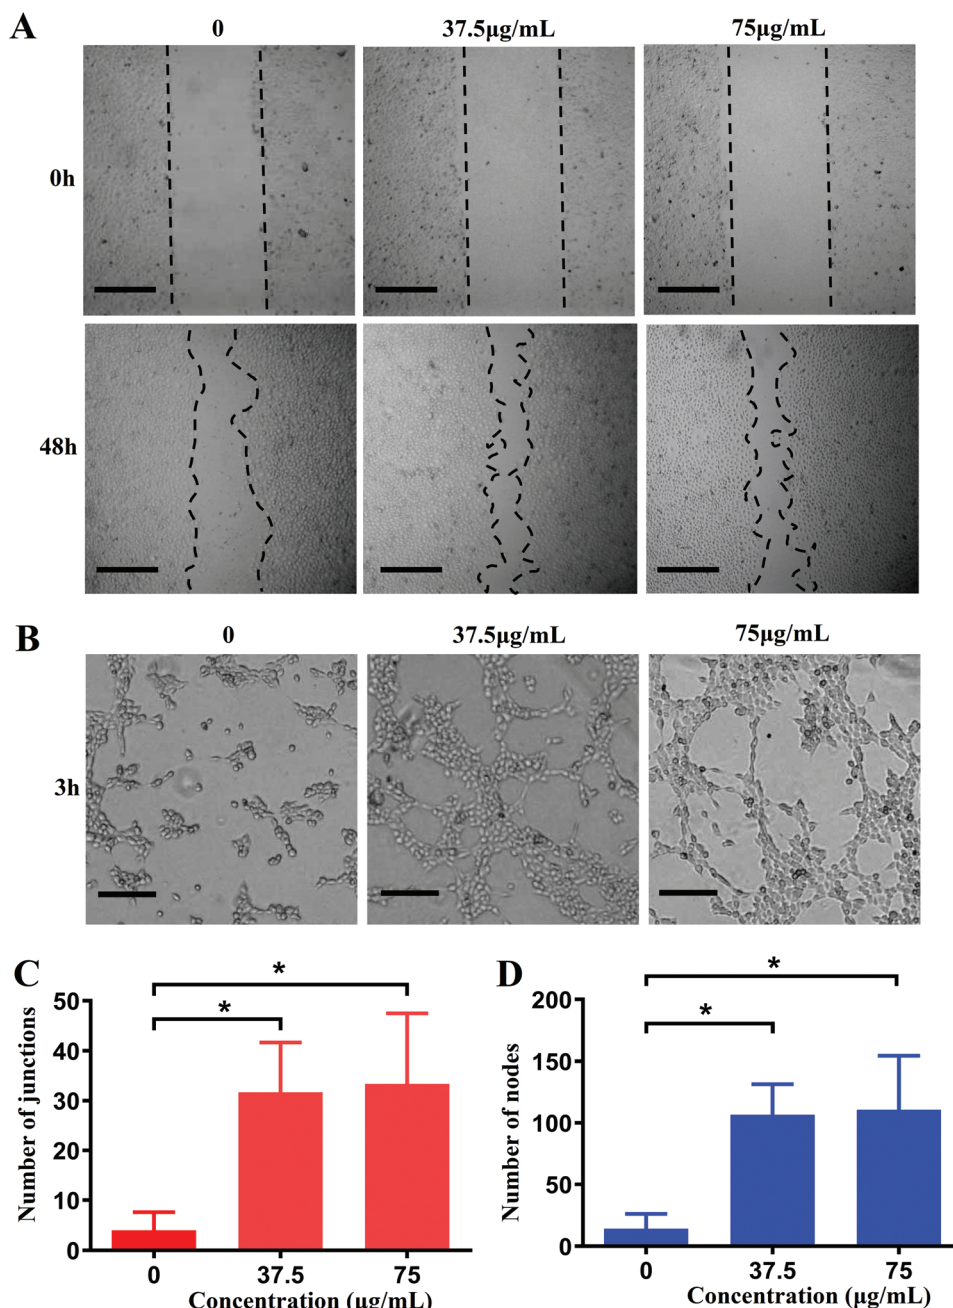 A
0 37.5µg/mL 75µg/mL
0h
48h
B
0 37.5µg/mL 75µg/mL
3h
C
*
*
Number of junctions
50
40
30
20
10
0
0 37.5 75
Concentration (µg/mL)
D
*
*
Number of nodes
200
150
100
50
0
0 37.5 75
Concentration (µg/mL)